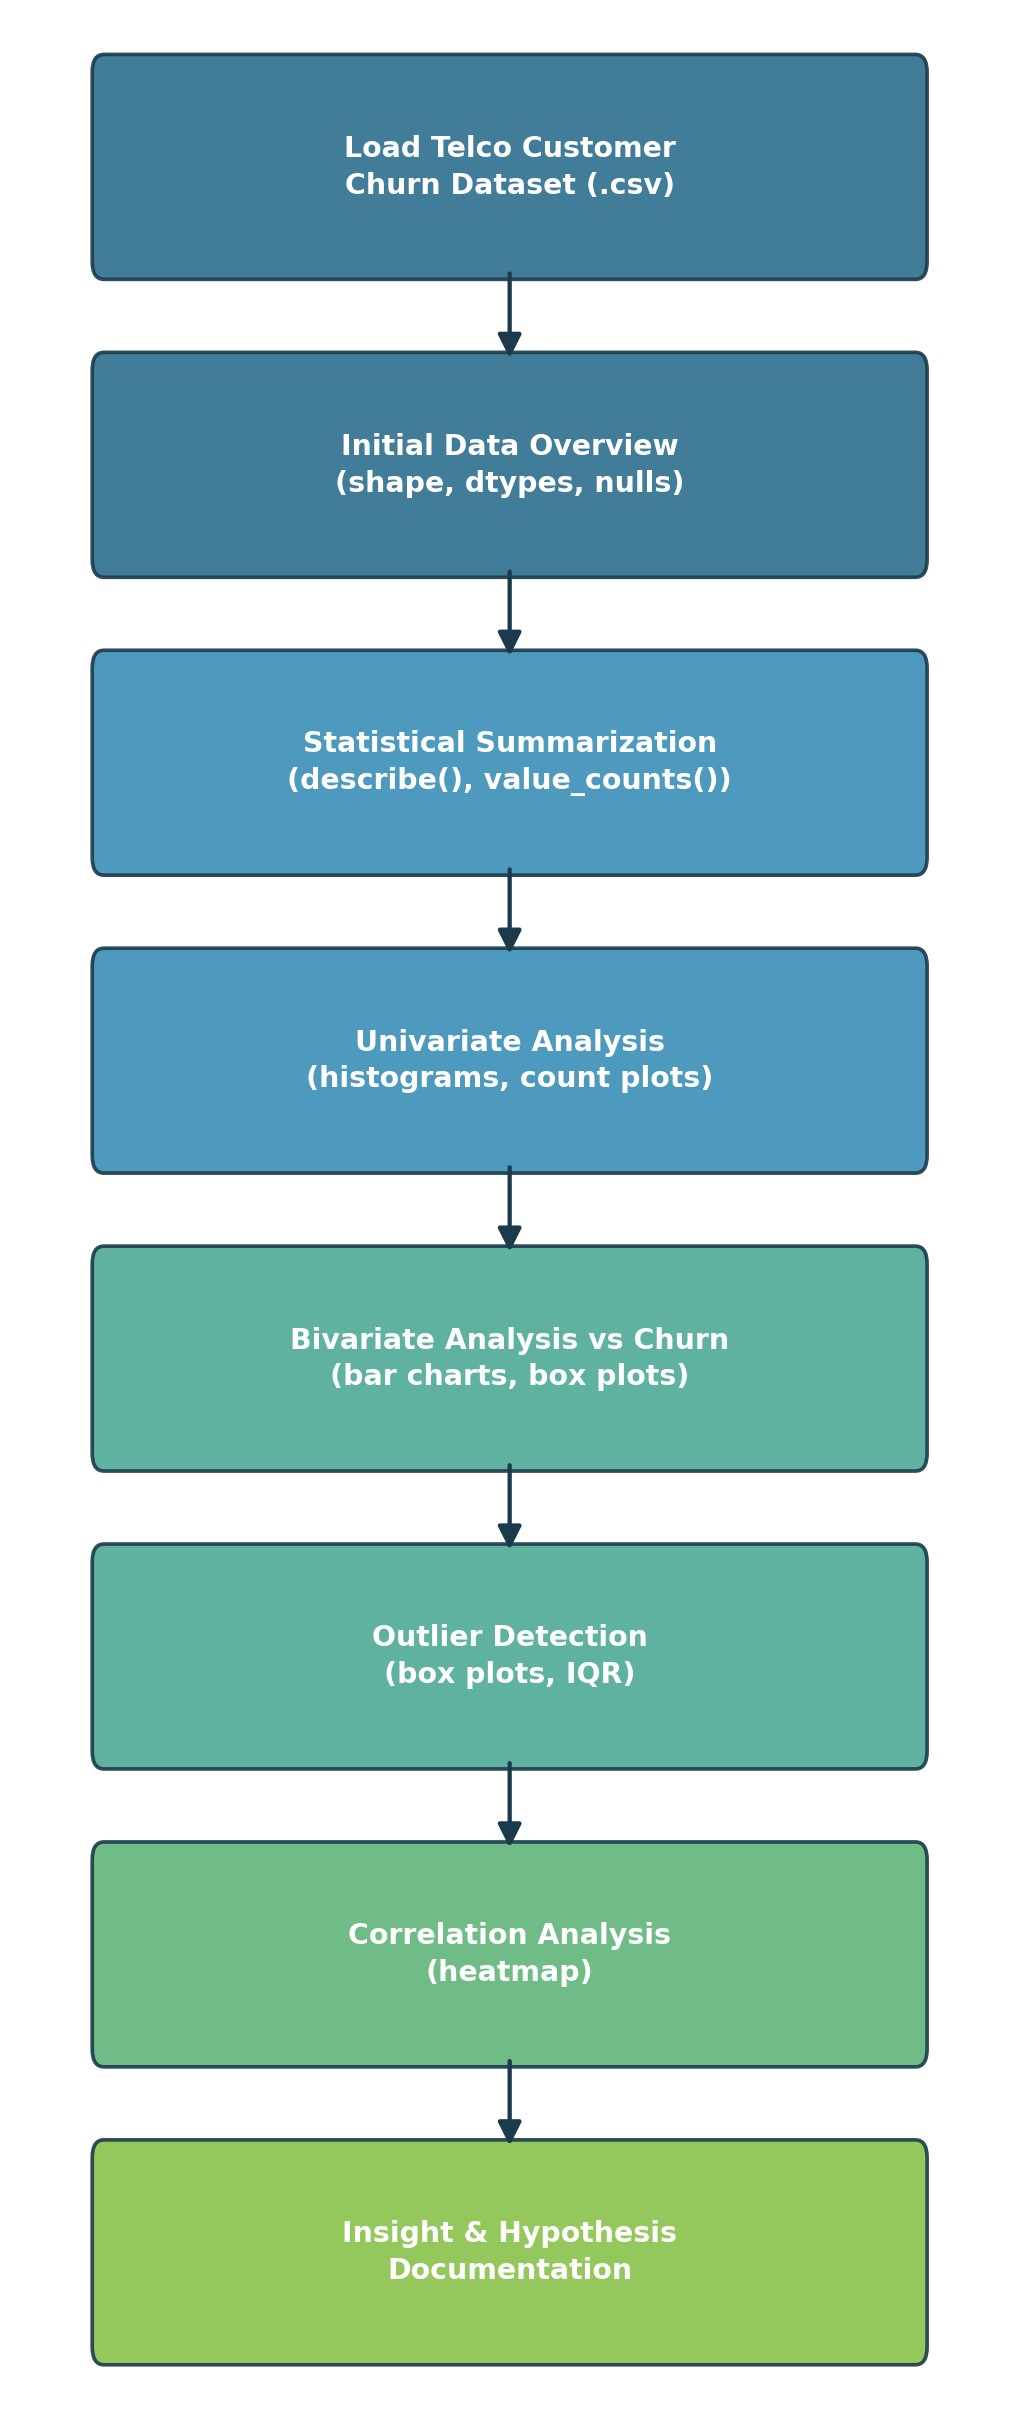 Load Telco Customer
Churn Dataset (.csv)
Initial Data Overview
(shape, dtypes, nulls)
Statistical Summarization
(describe(), value_counts())
Univariate Analysis
(histograms, count plots)
Bivariate Analysis vs Churn
(bar charts, box plots)
Outlier Detection
(box plots, IQR)
Correlation Analysis
(heatmap)
Insight & Hypothesis
Documentation